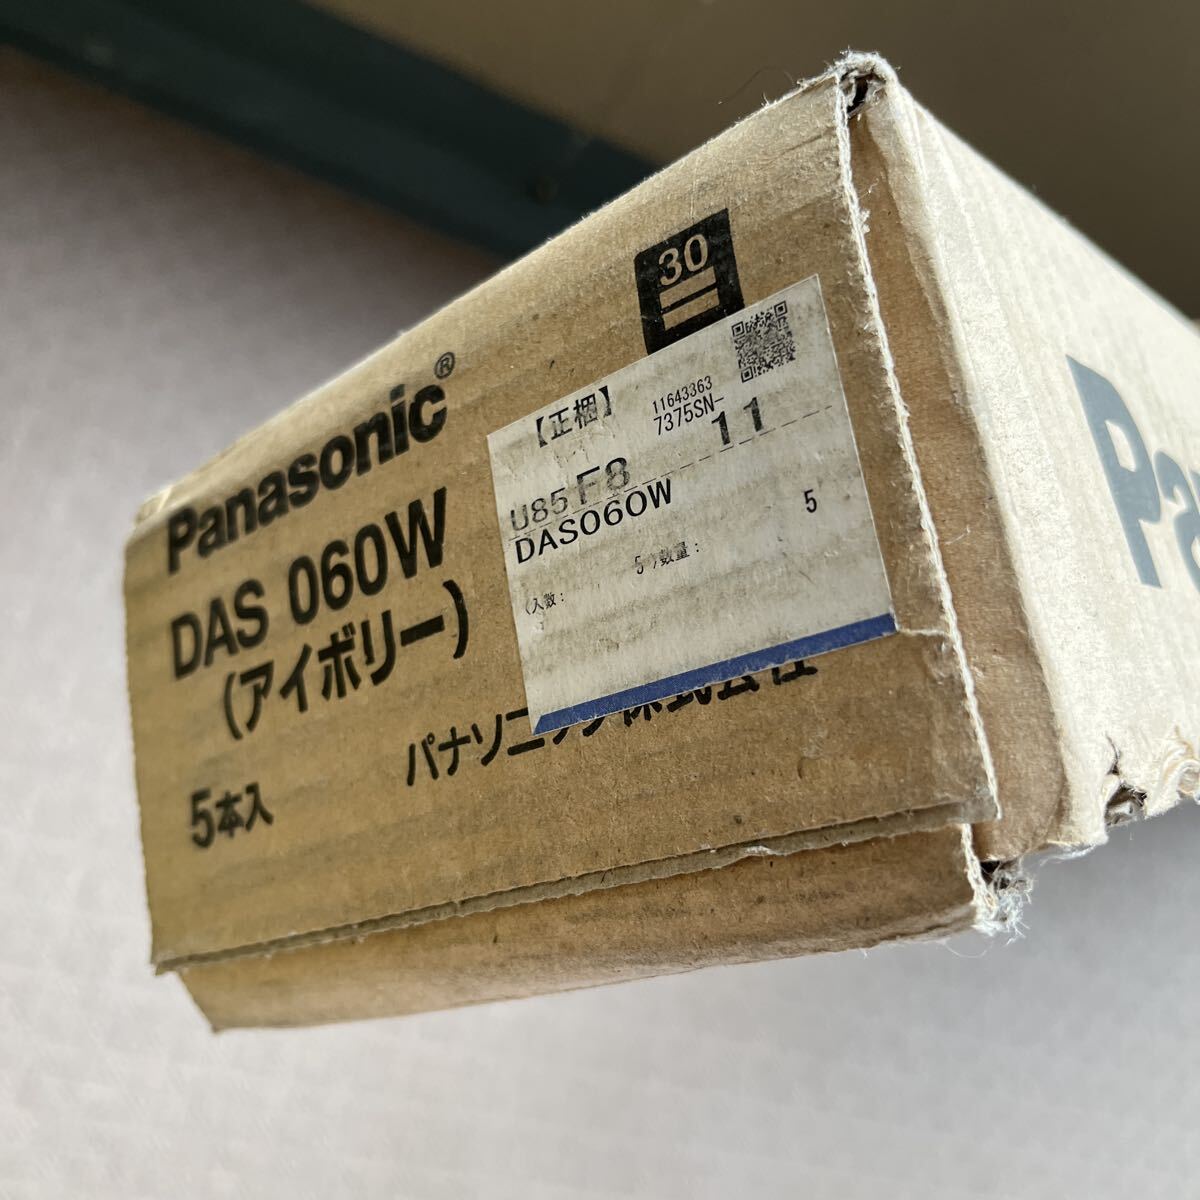 Panasonic®
DAS 060W
(アイボリー)
5本入
パナソニック株式会社
30
【正梱】
11643363
7375SN-
11
U85 F8
DAS060W
5
(入数:
5 )数量:
Pa